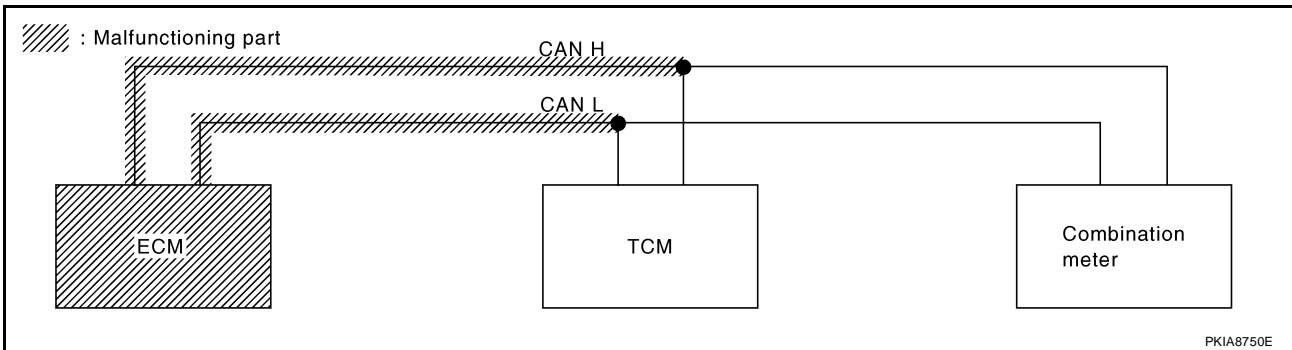 : Malfunctioning part
CAN H
CAN L
ECM
TCM
Combination
meter
PKIA8750E